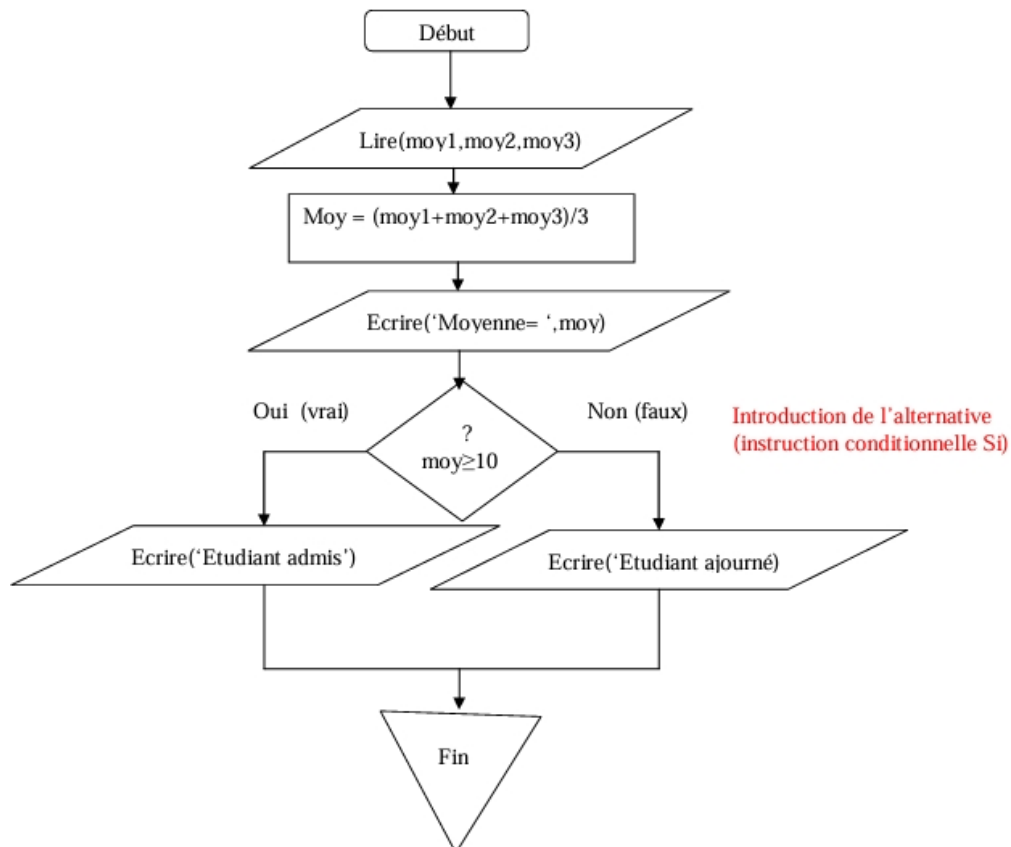 Début
Lire(moy1,moy2,moy3)
Moy = (moy1+moy2+moy3)/3
Ecrire(‘Moyenne= ‘,moy)
Oui (vrai)
Non (faux)
Introduction de l’alternative
(instruction conditionnelle Si)
?
moy≥10
Ecrire(‘Etudiant admis’)
Ecrire(‘Etudiant ajourné)
Fin